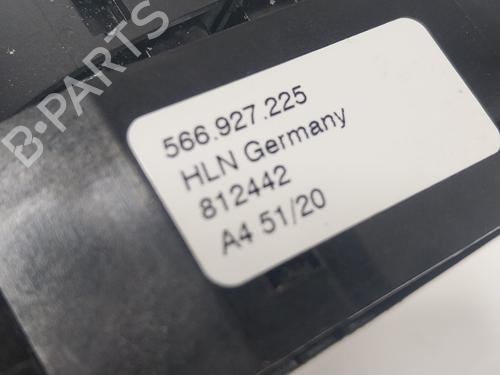 B-PARTS
566.927.225
HLN Germany
812442
A4 51/20